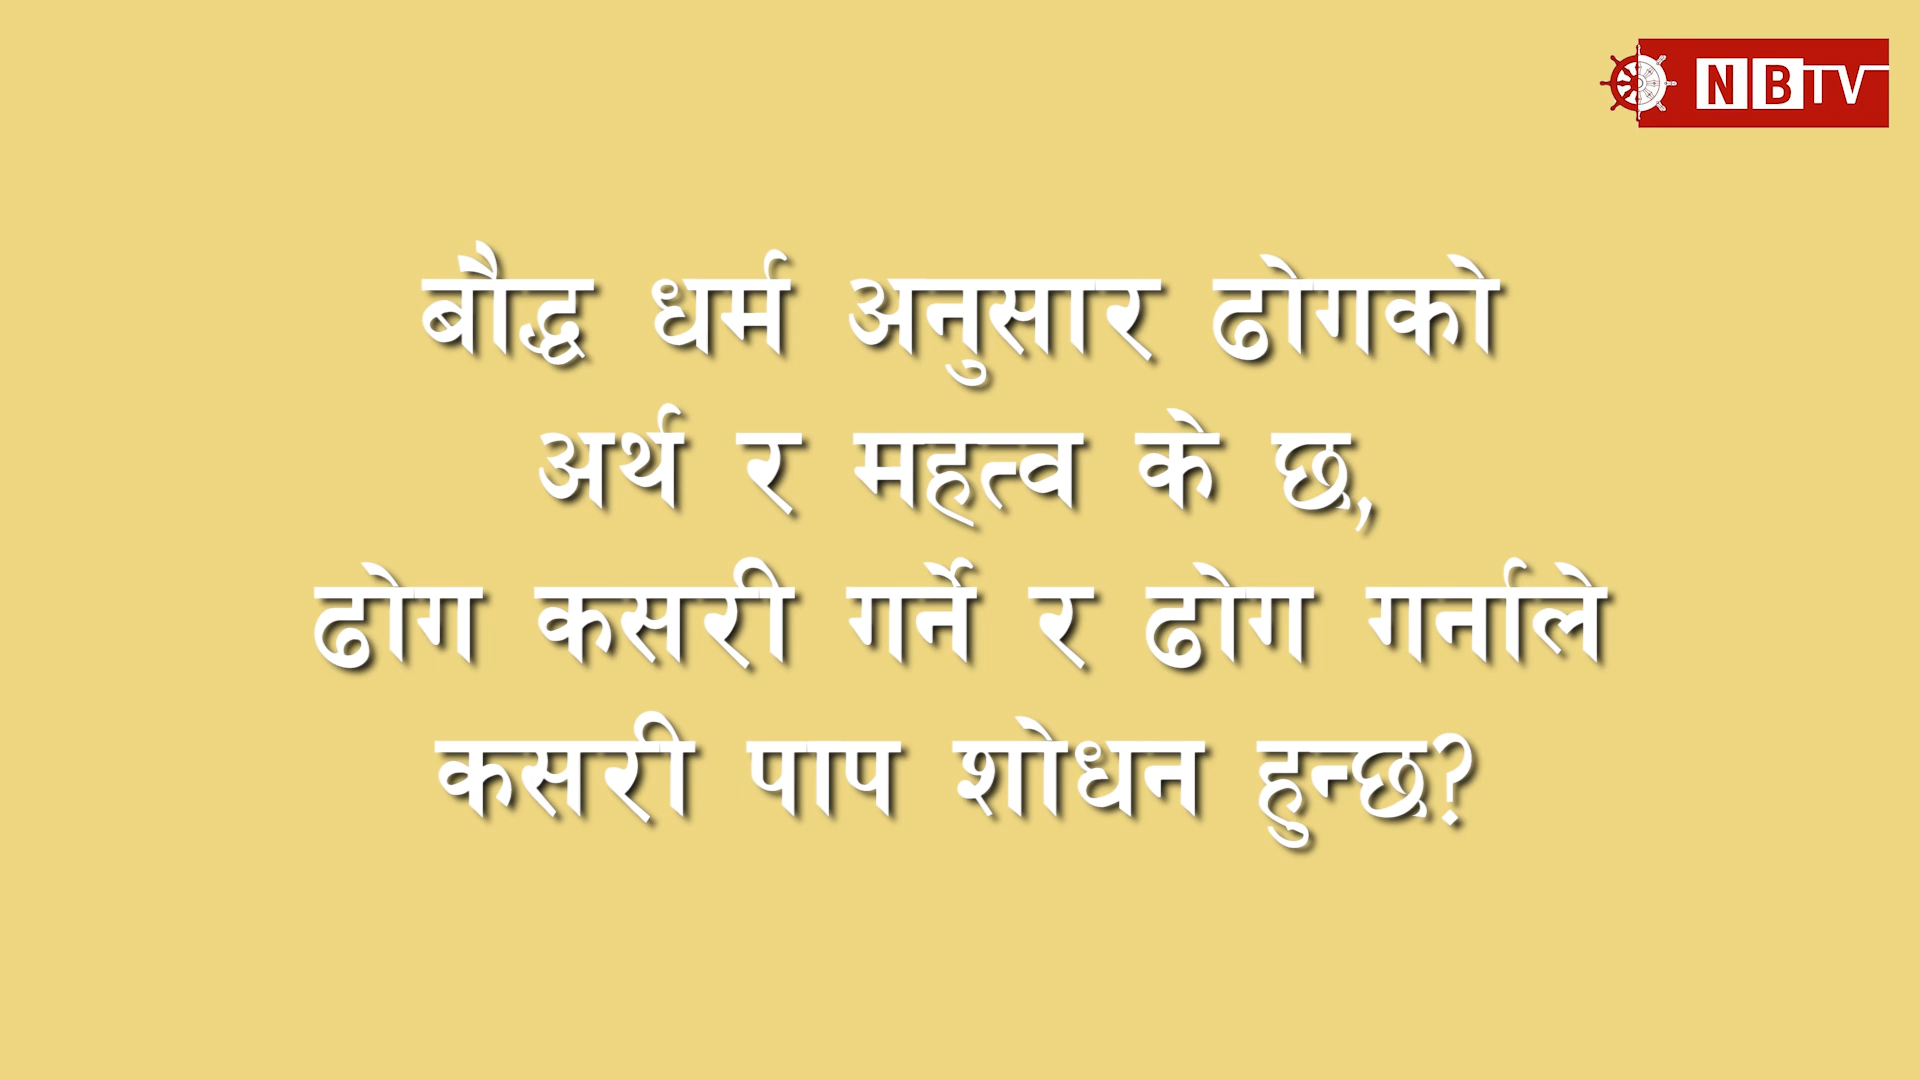 NBTV
बौद्ध धर्म अनुसार ढोगको
अर्थ र महत्व के छ,
ढोग कसरी गर्ने र ढोग गर्नाले
कसरी पाप शोधन हुन्छ?